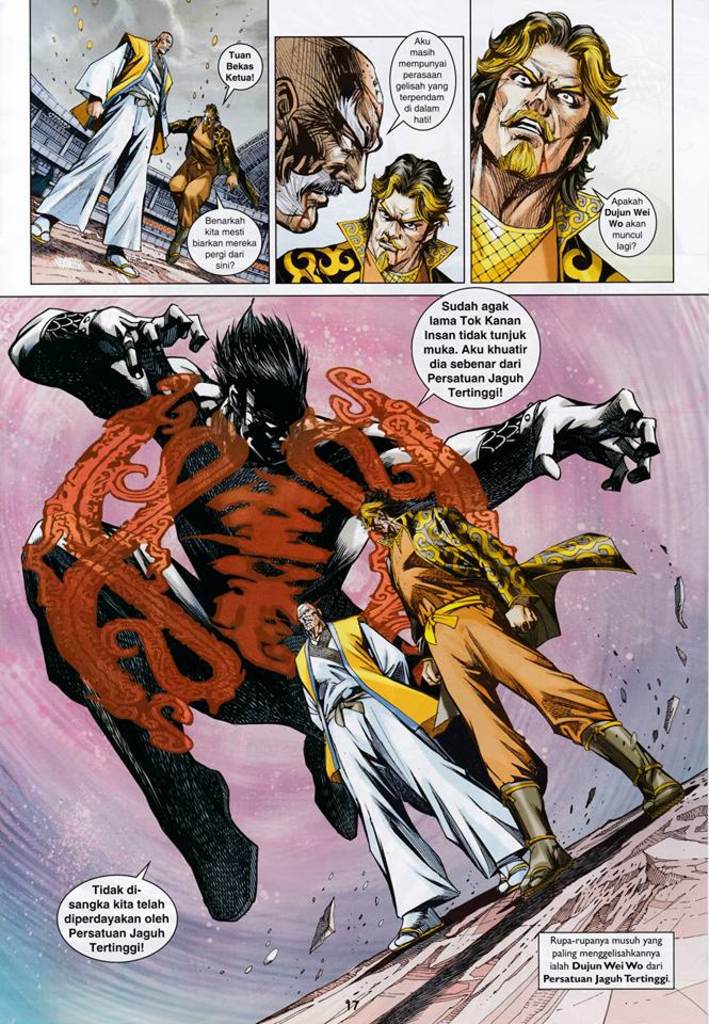 Tuan
Bekas
Ketua!
Benarkah
kita mesti
biarkan mereka
pergi dari
sini?
Aku
masih
mempunyai
perasaan
gelisah yang
terpendam
di dalam
hati!
Apakah
Dujun Wei
Wo akan
muncul
lagi?
Sudah agak
lama Tok Kanan
Insan tidak tunjuk
muka. Aku khuatir
dia sebenar dari
Persatuan Jaguh
Tertinggi!
Tidak di-
sangka kita telah
diperdayakan oleh
Persatuan Jaguh
Tertinggi!
Rupa-rupanya musuh yang
paling menggelisahkannya
ialah Dujun Wei Wo dari
Persatuan Jaguh Tertinggi.
17